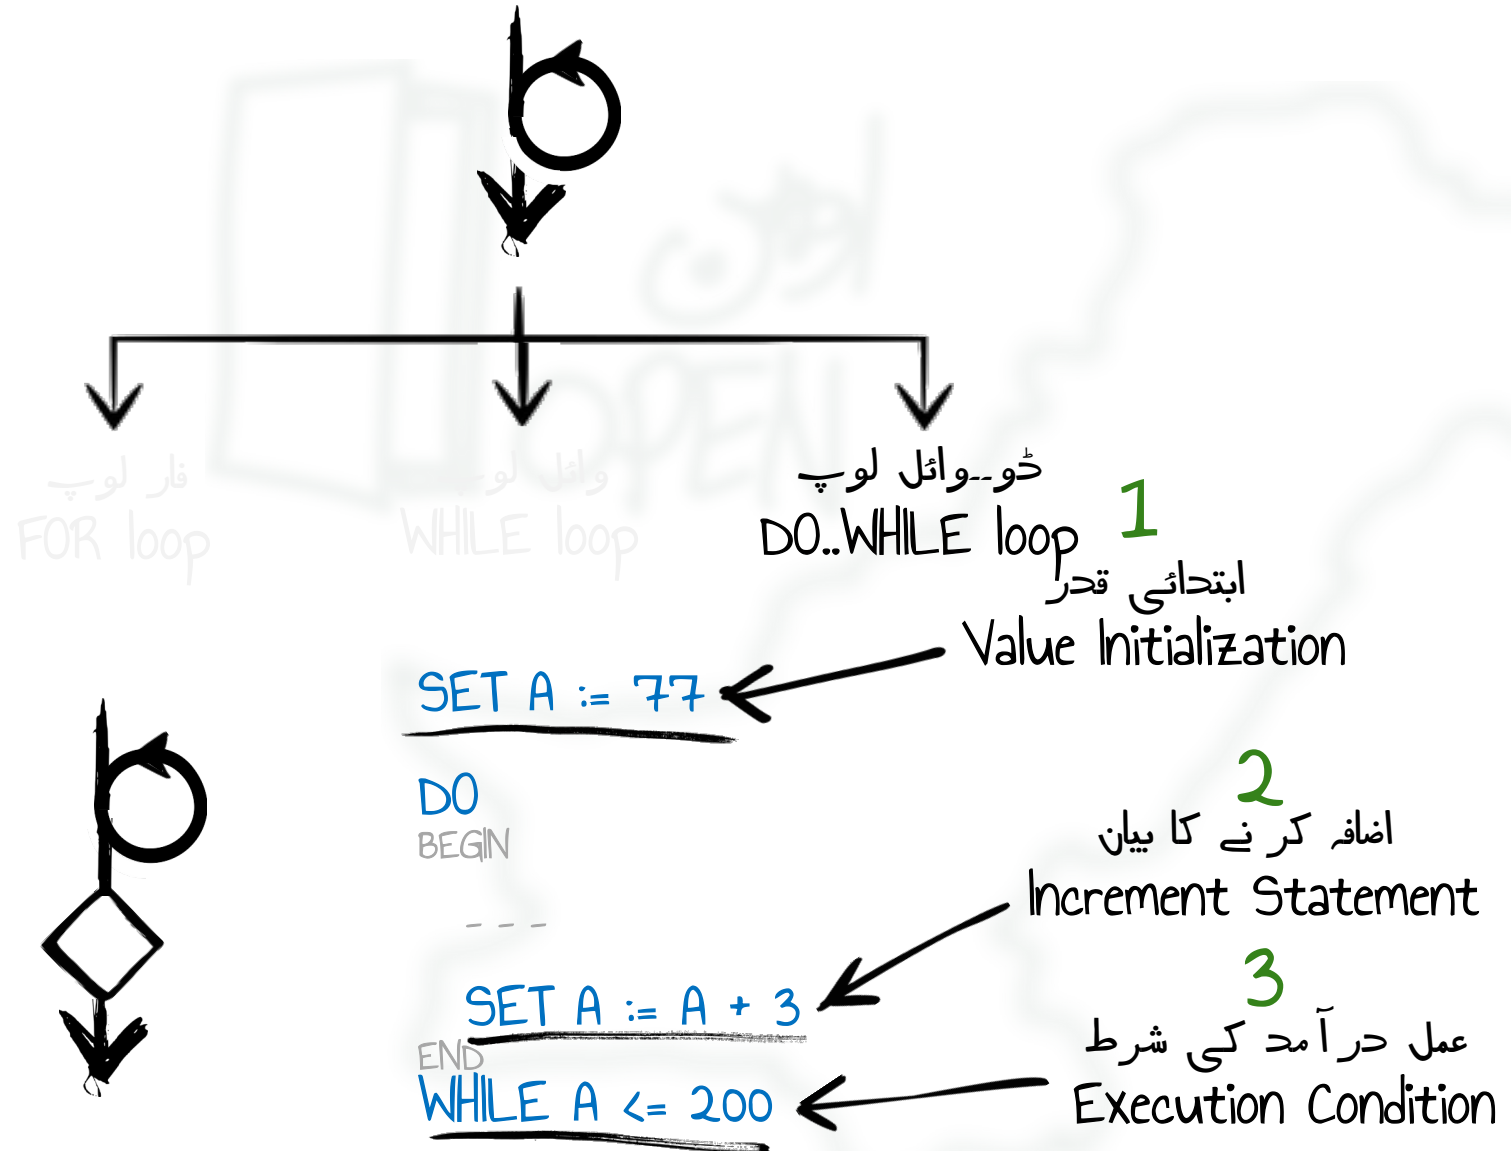 اوپن
OPEN
فار لوپ
FOR loop
وائل لوپ
WHILE loop
ڈو..وائل لوپ
DO..WHILE loop
1
ابتدائی قدر
Value Initialization
SET A := 77
DO
BEGIN
2
اضافہ کرنے کا بیان
Increment Statement
- - -
SET A := A + 3
END
3
عمل درآمد کی شرط
Execution Condition
WHILE A <= 200